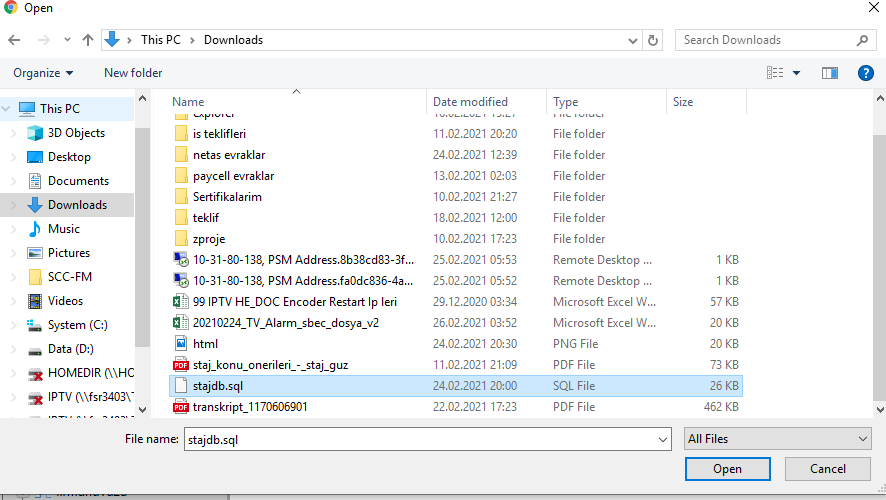 Open
This PC > Downloads
Search Downloads
Organize
New folder
Name Date modified Type Size
This PC
3D Objects
Desktop
Documents
Downloads
Music
Pictures
SCC-FM
Videos
System (C:)
Data (D:)
HOMEDIR (\\HO
IPTV (\\fsr3403\T
is teklifleri 11.02.2021 20:20 File folder
netas evraklar 24.02.2021 12:39 File folder
paycell evraklar 13.02.2021 02:03 File folder
Sertifikalarim 10.02.2021 21:27 File folder
teklif 18.02.2021 12:00 File folder
zproje 10.02.2021 17:23 File folder
10-31-80-138, PSM Address.8b38cd83-3f... 25.02.2021 05:53 Remote Desktop ... 1 KB
10-31-80-138, PSM Address.fa0dc836-4a... 25.02.2021 05:52 Remote Desktop ... 1 KB
99 IPTV HE_DOC Encoder Restart Ip leri 29.12.2020 03:34 Microsoft Excel W... 57 KB
20210224_TV_Alarm_sbec_dosya_v2 26.02.2021 03:52 Microsoft Excel W... 20 KB
html 24.02.2021 20:30 PNG File 20 KB
staj_konu_onerileri_-_staj_guz 11.02.2021 21:09 PDF File 73 KB
stajdb.sql 24.02.2021 20:00 SQL File 26 KB
transkript_1170606901 22.02.2021 17:23 PDF File 462 KB
File name: stajdb.sql
All Files
Open
Cancel